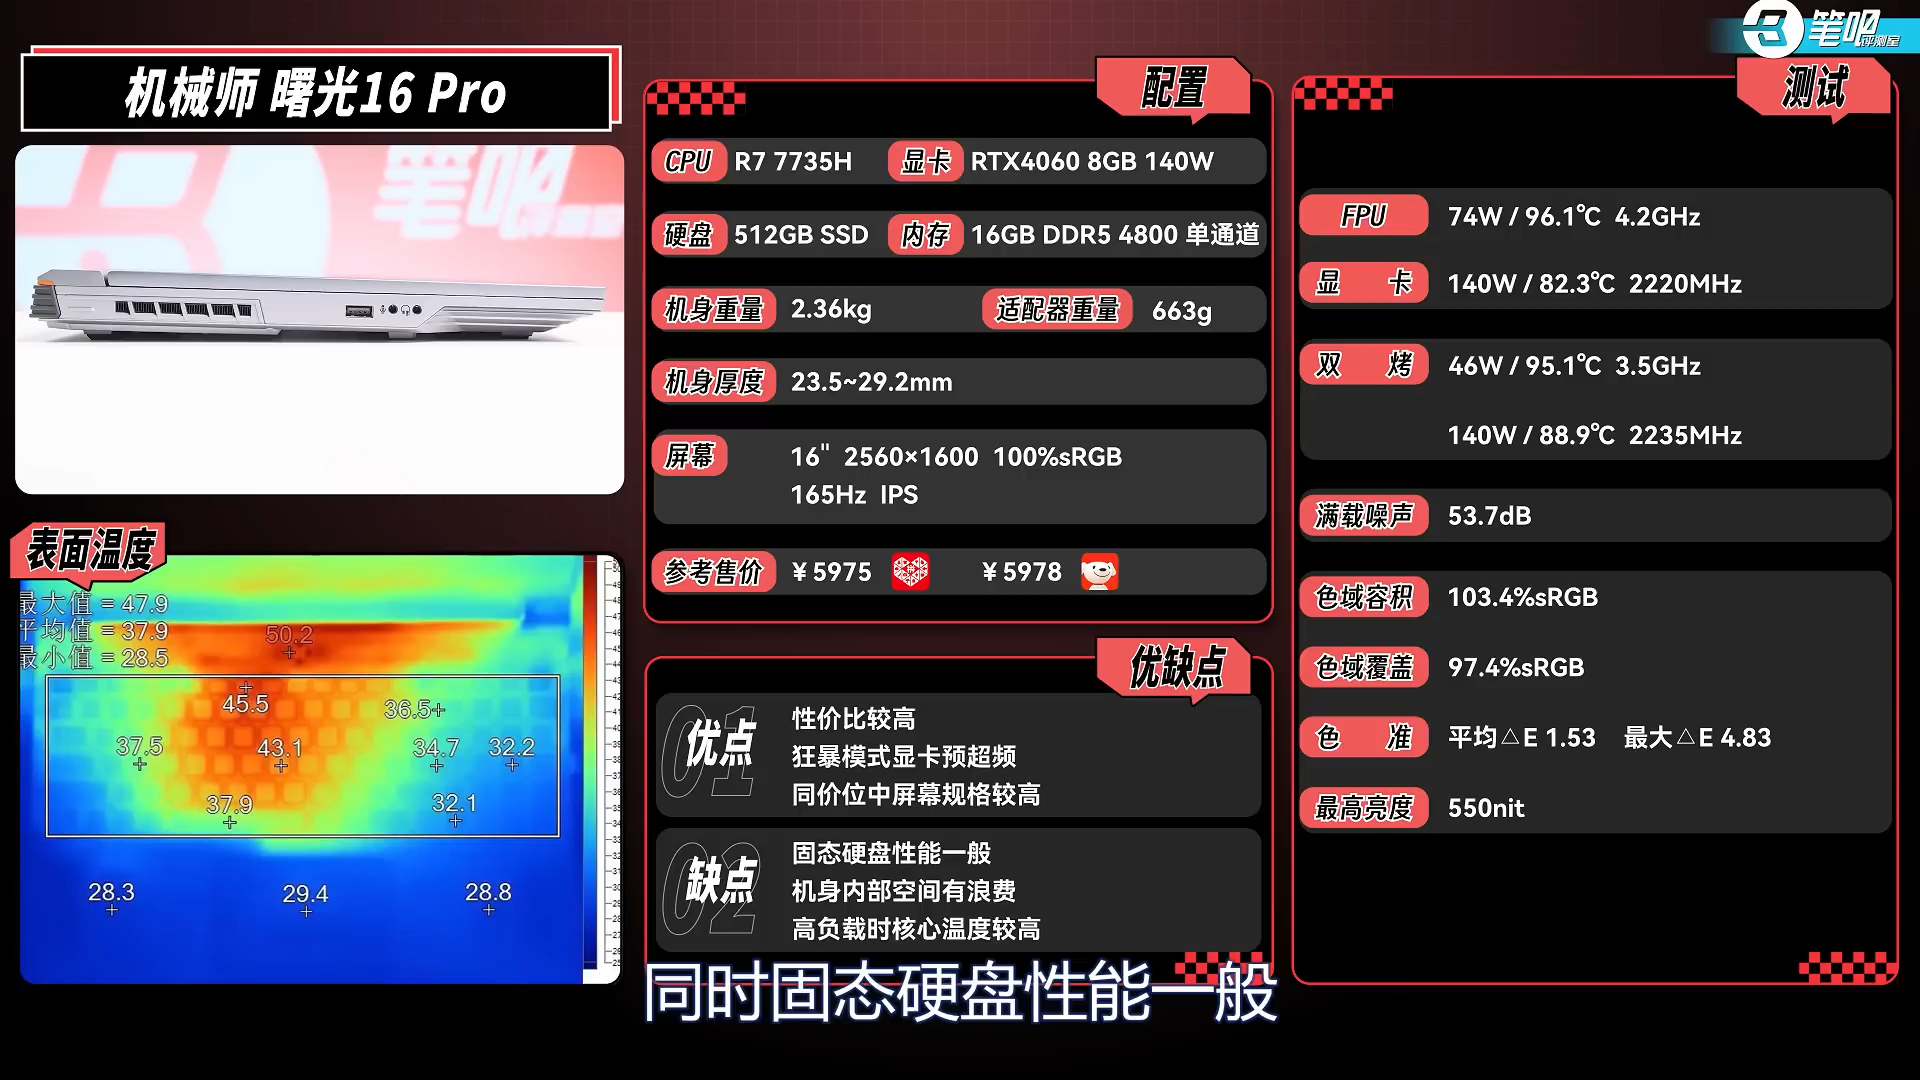 笔吧评测室
机械师 曙光16 Pro
笔吧
表面温度
最大值 = 47.9
平均值 = 37.9
最小值 = 28.5
50.2
45.5
36.5
37.5
43.1
34.7
32.2
37.9
32.1
28.3
29.4
28.8
配置
CPU R7 7735H 显卡 RTX4060 8GB 140W
硬盘 512GB SSD 内存 16GB DDR5 4800 单通道
机身重量 2.36kg 适配器重量 663g
机身厚度 23.5~29.2mm
屏幕 16" 2560×1600 100%sRGB
165Hz IPS
参考售价 ¥5975 ¥5978
优缺点
01 优点
性价比较高
狂暴模式显卡预超频
同价位中屏幕规格较高
02 缺点
固态硬盘性能一般
机身内部空间有浪费
高负载时核心温度较高
测试
FPU 74W / 96.1℃ 4.2GHz
显卡 140W / 82.3℃ 2220MHz
双烤 46W / 95.1℃ 3.5GHz
140W / 88.9℃ 2235MHz
满载噪声 53.7dB
色域容积 103.4%sRGB
色域覆盖 97.4%sRGB
色准 平均△E 1.53 最大△E 4.83
最高亮度 550nit
同时固态硬盘性能一般